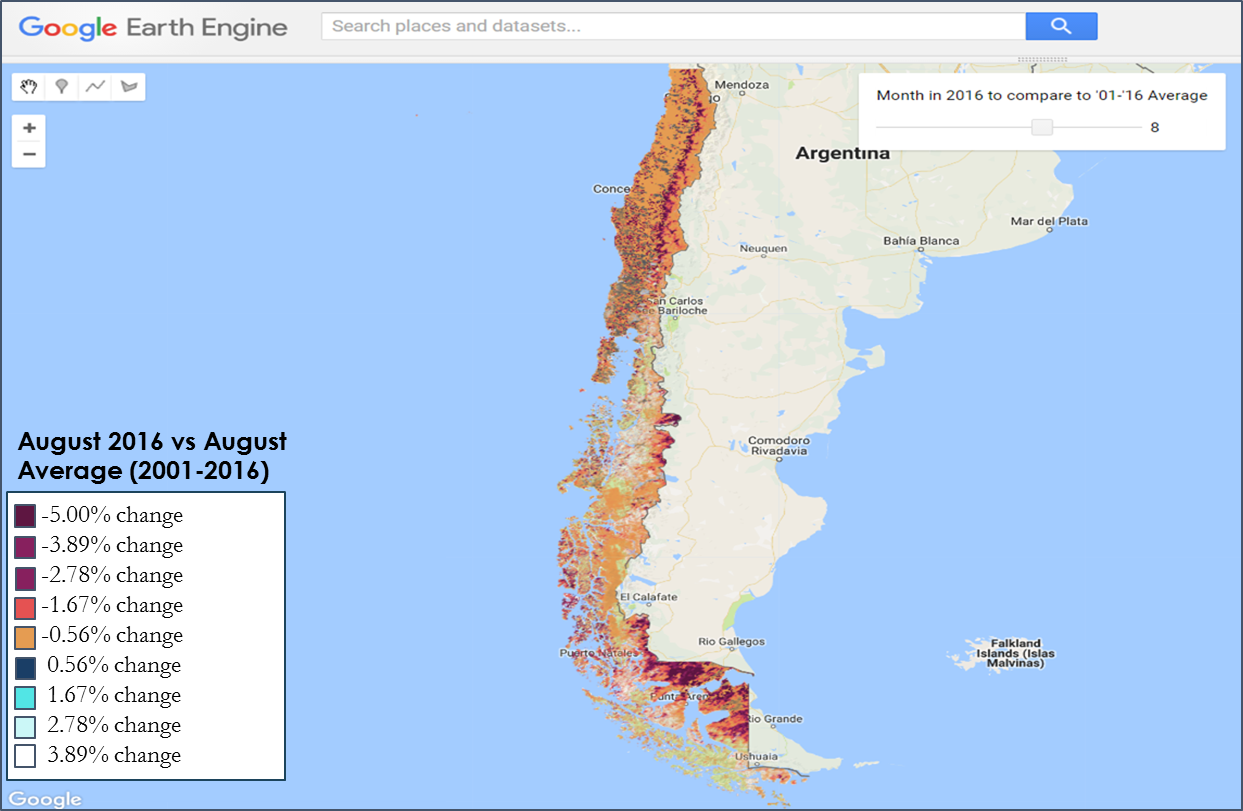 Google Earth Engine
Search places and datasets...
Month in 2016 to compare to '01-'16 Average
8
Mendoza
Argentina
Conce
Mar del Plata
Bahía Blanca
Neuquen
San Carlos
de Bariloche
Comodoro
Rivadavia
El Calafate
Rio Gallegos
Puerto Natales
Falkland
Islands (Islas
Malvinas)
Punta Aren
Rio Grande
Ushuaia
August 2016 vs August
Average (2001-2016)
-5.00% change
-3.89% change
-2.78% change
-1.67% change
-0.56% change
0.56% change
1.67% change
2.78% change
3.89% change
Google